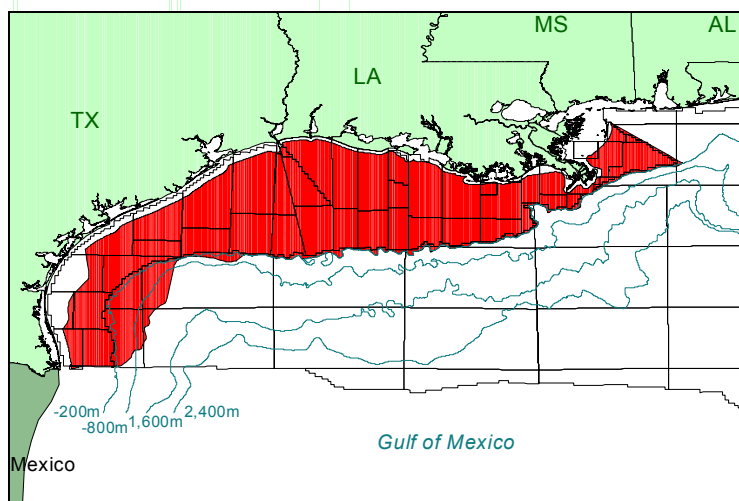 MS
AL
LA
TX
-200m
-800m
1,600m
2,400m
Gulf of Mexico
Mexico